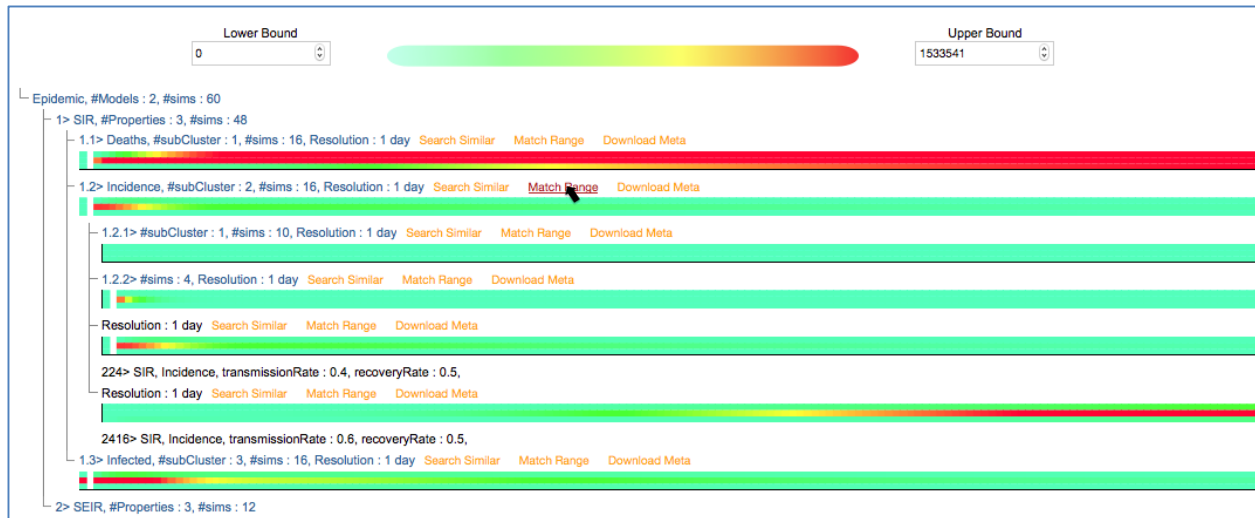 Lower Bound Upper Bound
0 1533541
Epidemic, #Models : 2, #sims : 60
1> SIR, #Properties : 3, #sims : 48
1.1> Deaths, #subCluster : 1, #sims : 16, Resolution : 1 day Search Similar Match Range Download Meta
1.2> Incidence, #subCluster : 2, #sims : 16, Resolution : 1 day Search Similar Match Range Download Meta
1.2.1> #subCluster : 1, #sims : 10, Resolution : 1 day Search Similar Match Range Download Meta
1.2.2> #sims : 4, Resolution : 1 day Search Similar Match Range Download Meta
Resolution : 1 day Search Similar Match Range Download Meta
224> SIR, Incidence, transmissionRate : 0.4, recoveryRate : 0.5,
Resolution : 1 day Search Similar Match Range Download Meta
2416> SIR, Incidence, transmissionRate : 0.6, recoveryRate : 0.5,
1.3> Infected, #subCluster : 3, #sims : 16, Resolution : 1 day Search Similar Match Range Download Meta
2> SEIR, #Properties : 3, #sims : 12